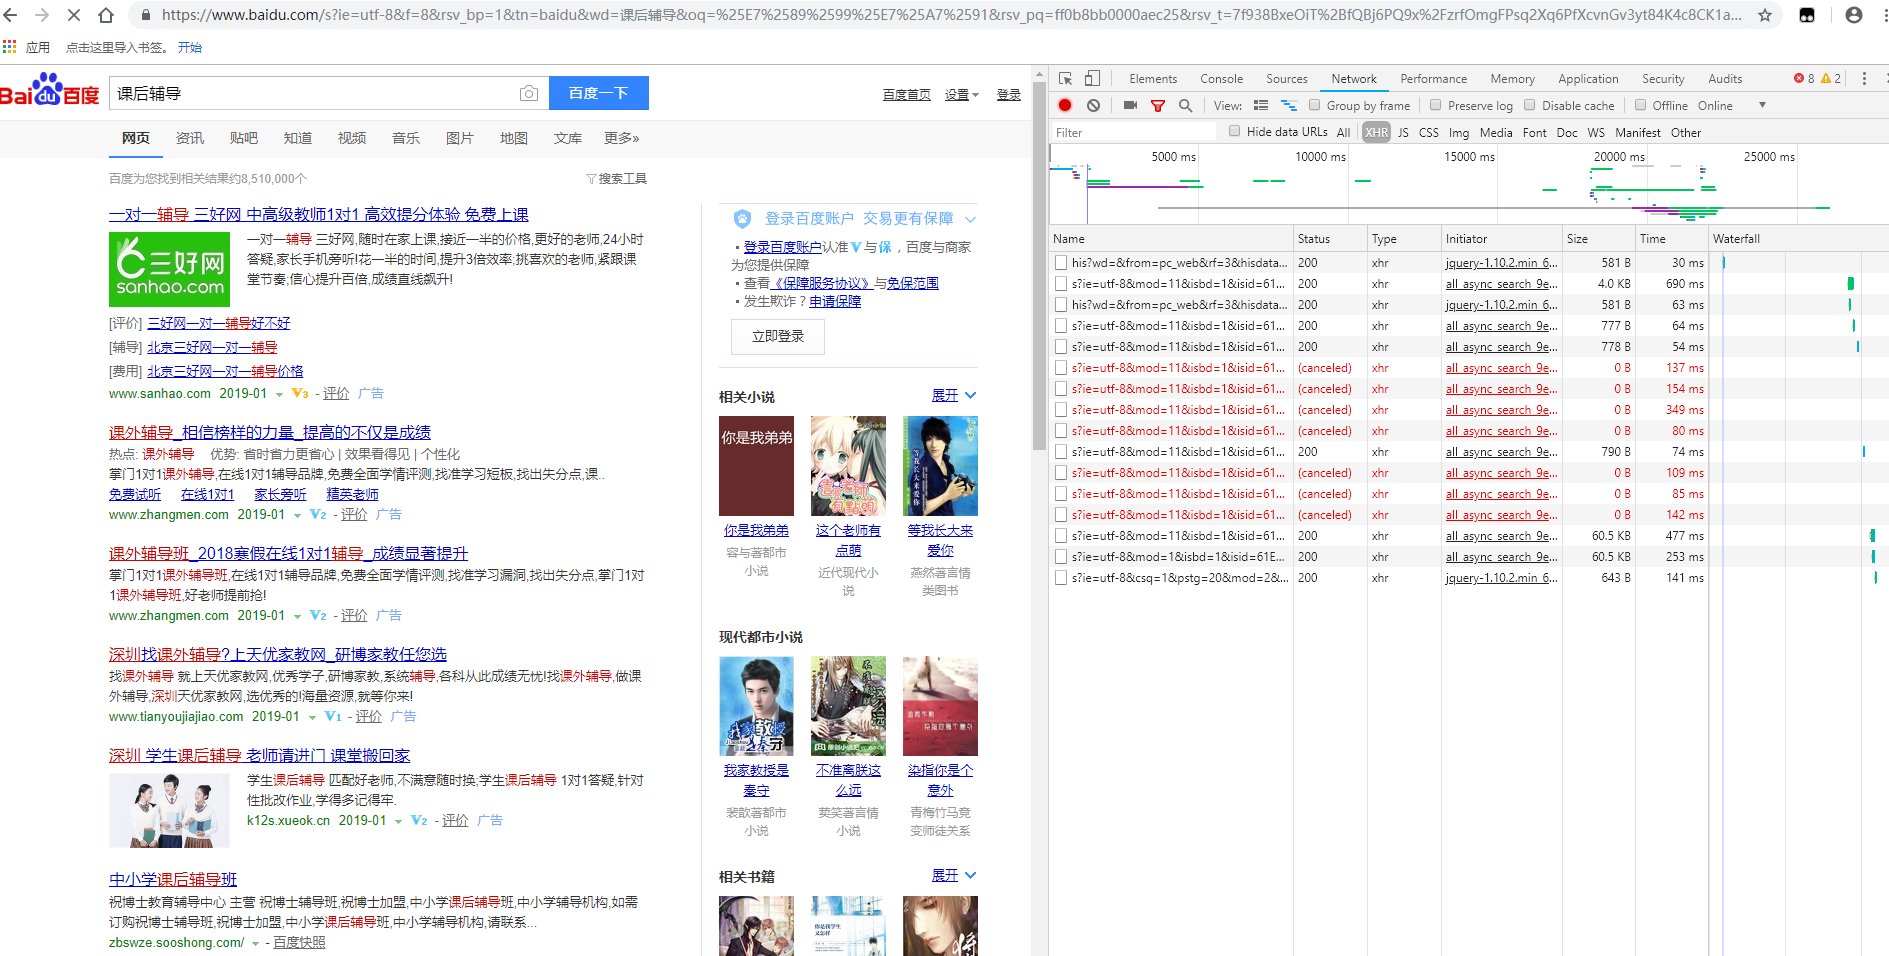 https://www.baidu.com/s?ie=utf-8&f=8&rsv_bp=1&tn=baidu&wd=课后辅导&oq=%25E7%2589%2599%25E7%25A7%2591&rsv_pq=ff0b8bb0000aec25&rsv_t=7f938BxeOiT%2BfQBj6PQ9x%2FzrfOmgFPsq2Xq6PfXcvnGv3yt84K4c8CK1a...
应用 点击这里导入书签。 开始
Bai du 百度
课后辅导
百度一下
百度首页 设置 登录
网页 资讯 贴吧 知道 视频 音乐 图片 地图 文库 更多»
百度为您找到相关结果约8,510,000个
搜索工具
一对一辅导 三好网 中高级教师1对1 高效提分体验 免费上课
三好网
sanhao.com
一对一辅导 三好网,随时在家上课,接近一半的价格,更好的老师,24小时
答疑,家长手机旁听!花一半的时间,提升3倍效率;挑喜欢的老师,紧跟课
堂节奏;信心提升百倍,成绩直线飙升!
[评价] 三好网一对一辅导好不好
[辅导] 北京三好网一对一辅导
[费用] 北京三好网一对一辅导价格
www.sanhao.com 2019-01 V3 - 评价 广告
课外辅导_相信榜样的力量_提高的不仅是成绩
热点: 课外辅导 优势: 省时省力更省心 | 效果看得见 | 个性化
掌门1对1课外辅导,在线1对1辅导品牌,免费全面学情评测,找准学习短板,找出失分点,课..
免费试听 在线1对1 家长旁听 精英老师
www.zhangmen.com 2019-01 V2 - 评价 广告
课外辅导班_2018寒假在线1对1辅导_成绩显著提升
掌门1对1课外辅导班,在线1对1辅导品牌,免费全面学情评测,找准学习漏洞,找出失分点,掌门1对
1课外辅导班,好老师提前抢!
www.zhangmen.com 2019-01 V2 - 评价 广告
深圳找课外辅导?上天优家教网_研博家教任您选
找课外辅导 就上天优家教网,优秀学子,研博家教,系统辅导,各科从此成绩无忧!找课外辅导,做课
外辅导,深圳天优家教网,选优秀的!海量资源,就等你来!
www.tianyoujiajiao.com 2019-01 V1 - 评价 广告
深圳 学生课后辅导 老师请进门 课堂搬回家
学生课后辅导 匹配好老师,不满意随时换;学生课后辅导 1对1答疑,针对
性批改作业,学得多记得牢.
k12s.xueok.cn 2019-01 V2 - 评价 广告
中小学课后辅导班
祝博士教育辅导中心 主营 祝博士辅导班,祝博士加盟,中小学课后辅导班,中小学辅导机构,如需
订购祝博士辅导班,祝博士加盟,中小学课后辅导班,中小学辅导机构,请联系...
zbswze.sooshong.com/ - 百度快照
登录百度账户 交易更有保障
登录百度账户认准V与保，百度与商家
为您提供保障
查看《保障服务协议》与免保范围
发生欺诈？申请保障
立即登录
相关小说 展开
你是我弟弟
你是我弟弟 这个老师有点萌 等我长大来爱你
容与著都市小说 近代现代小说 燕然著言情类图书
现代都市小说
我家教授是秦守 不准离朕这么远 染指你是个意外
裴歆著都市小说 萸笑著言情小说 青梅竹马竟变师徒关系
相关书籍 展开
Elements Console Sources Network Performance Memory Application Security Audits 8 2
View: Group by frame Preserve log Disable cache Offline Online
Filter Hide data URLs All XHR JS CSS Img Media Font Doc WS Manifest Other
5000 ms 10000 ms 15000 ms 20000 ms 25000 ms
Name Status Type Initiator Size Time Waterfall
his?wd=&from=pc_web&rf=3&hisdata... 200 xhr jquery-1.10.2.min_6... 581 B 30 ms
s?ie=utf-8&mod=11&isbd=1&isid=61... 200 xhr all_async_search_9e... 4.0 KB 690 ms
his?wd=&from=pc_web&rf=3&hisdata... 200 xhr jquery-1.10.2.min_6... 581 B 63 ms
s?ie=utf-8&mod=11&isbd=1&isid=61... 200 xhr all_async_search_9e... 777 B 64 ms
s?ie=utf-8&mod=11&isbd=1&isid=61... 200 xhr all_async_search_9e... 778 B 54 ms
s?ie=utf-8&mod=11&isbd=1&isid=61... (canceled) xhr all_async_search_9e... 0 B 137 ms
s?ie=utf-8&mod=11&isbd=1&isid=61... (canceled) xhr all_async_search_9e... 0 B 154 ms
s?ie=utf-8&mod=11&isbd=1&isid=61... (canceled) xhr all_async_search_9e... 0 B 349 ms
s?ie=utf-8&mod=11&isbd=1&isid=61... (canceled) xhr all_async_search_9e... 0 B 80 ms
s?ie=utf-8&mod=11&isbd=1&isid=61... 200 xhr all_async_search_9e... 790 B 74 ms
s?ie=utf-8&mod=11&isbd=1&isid=61... (canceled) xhr all_async_search_9e... 0 B 109 ms
s?ie=utf-8&mod=11&isbd=1&isid=61... (canceled) xhr all_async_search_9e... 0 B 85 ms
s?ie=utf-8&mod=11&isbd=1&isid=61... (canceled) xhr all_async_search_9e... 0 B 142 ms
s?ie=utf-8&mod=11&isbd=1&isid=61... 200 xhr all_async_search_9e... 60.5 KB 477 ms
s?ie=utf-8&mod=1&isbd=1&isid=61E... 200 xhr all_async_search_9e... 60.5 KB 253 ms
s?ie=utf-8&csq=1&pstg=20&mod=2&... 200 xhr jquery-1.10.2.min_6... 643 B 141 ms